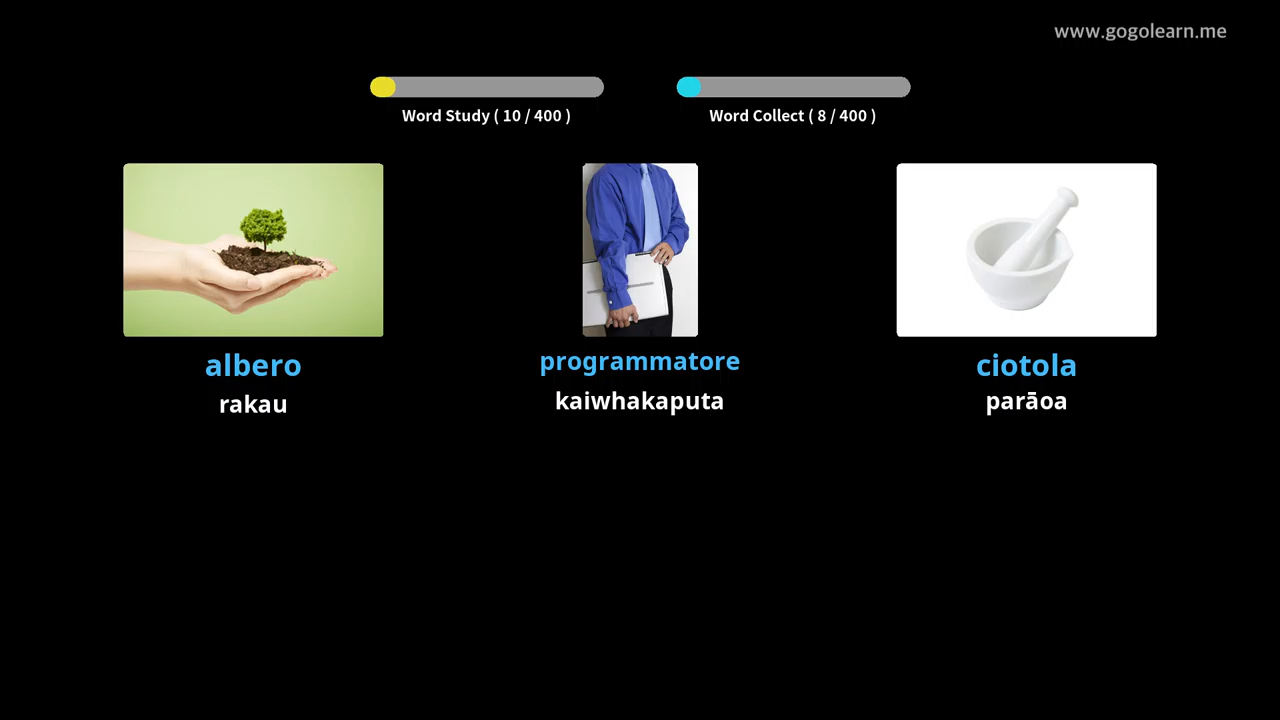 www.gogolearn.me
Word Study ( 10 / 400 )
Word Collect ( 8 / 400 )
albero
rakau
programmatore
kaiwhakaputa
ciotola
parāoa